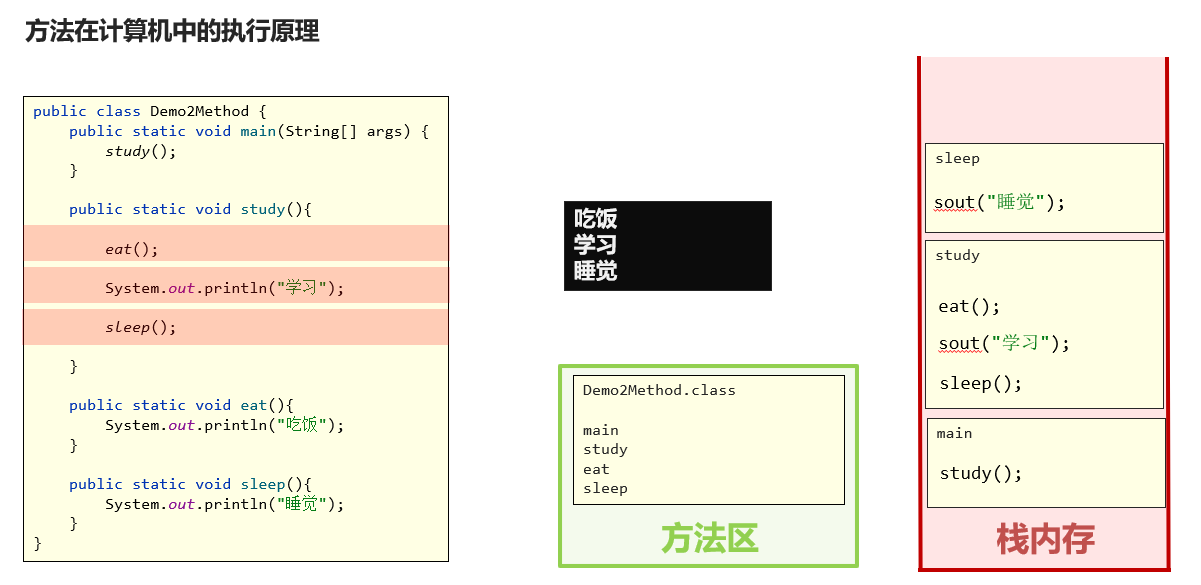 方法在计算机中的执行原理
public class Demo2Method {
public static void main(String[] args) {
study();
}
public static void study(){
eat();
System.out.println("学习");
sleep();
}
public static void eat(){
System.out.println("吃饭");
}
public static void sleep(){
System.out.println("睡觉");
}
}
吃饭
学习
睡觉
Demo2Method.class
main
study
eat
sleep
方法区
sleep
sout("睡觉");
study
eat();
sout("学习");
sleep();
main
study();
栈内存